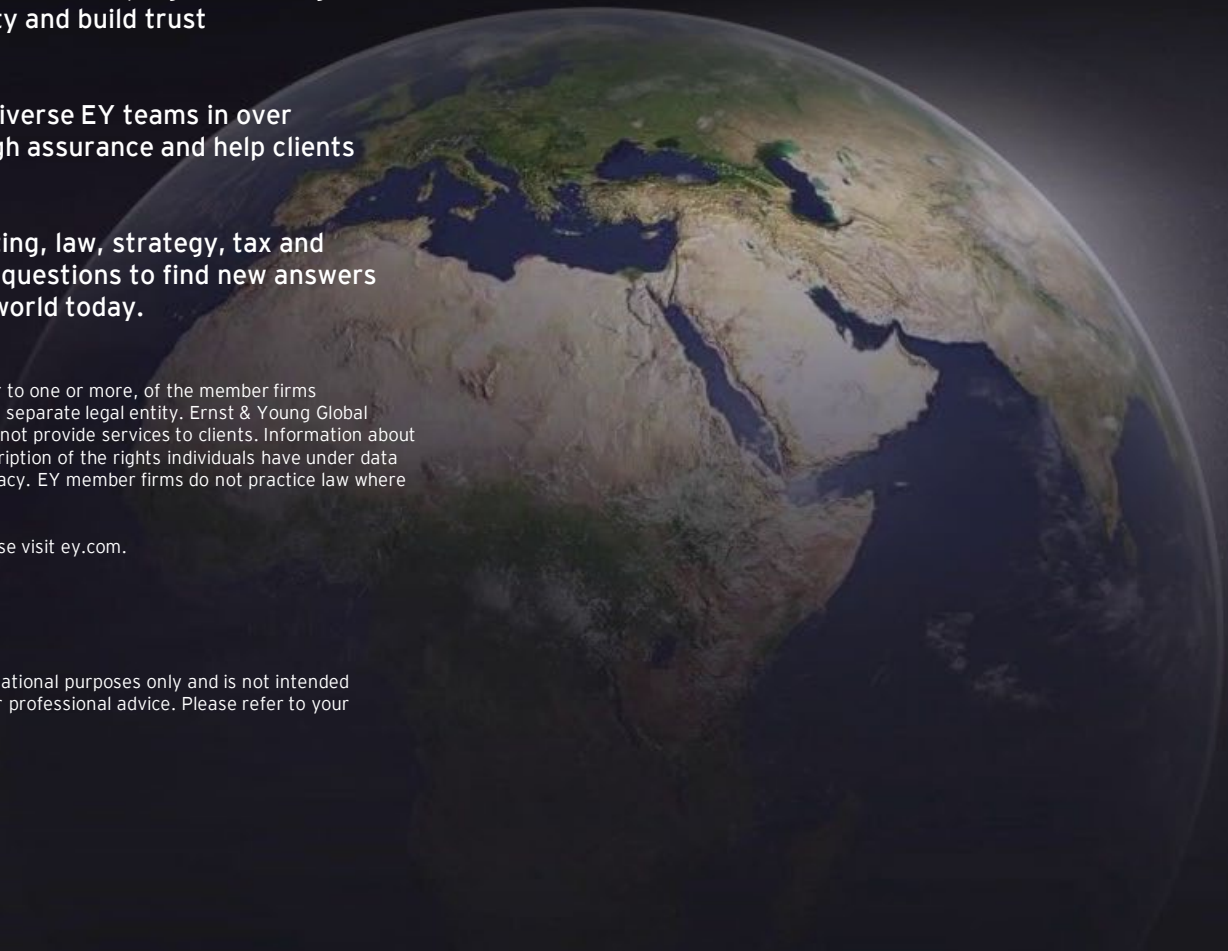 ty and build trust
iverse EY teams in over
gh assurance and help clients
ting, law, strategy, tax and
questions to find new answers
world today.
r to one or more, of the member firms
separate legal entity. Ernst & Young Global
not provide services to clients. Information about
ription of the rights individuals have under data
acy. EY member firms do not practice law where
se visit ey.com.
ational purposes only and is not intended
r professional advice. Please refer to your